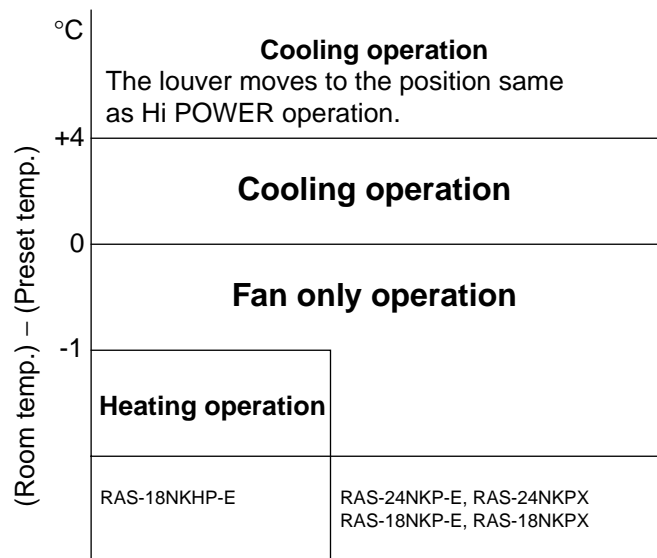 °C
Cooling operation
The louver moves to the position same
as Hi POWER operation.
+4
Cooling operation
0
Fan only operation
-1
Heating operation
(Room temp.) – (Preset temp.)
RAS-18NKHP-E
RAS-24NKP-E, RAS-24NKPX
RAS-18NKP-E, RAS-18NKPX